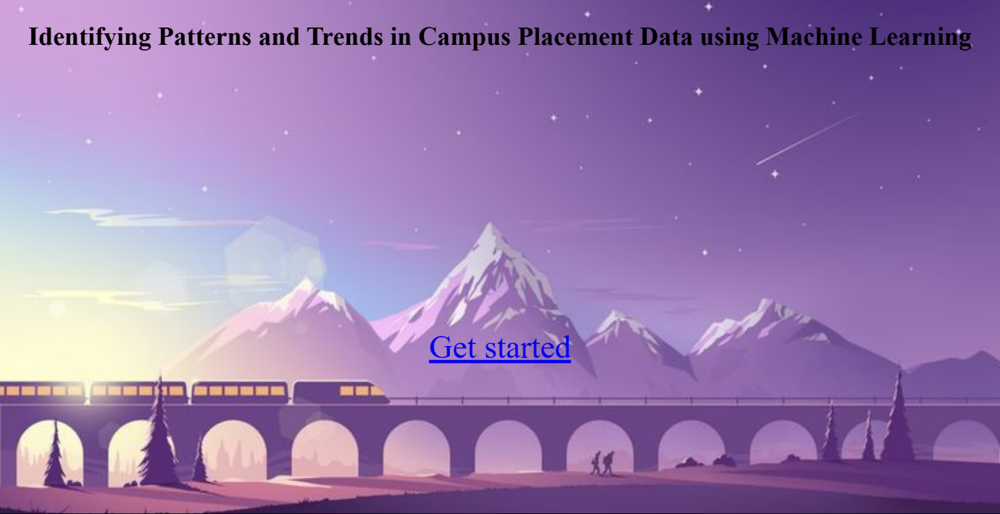 Identifying Patterns and Trends in Campus Placement Data using Machine Learning
Get started